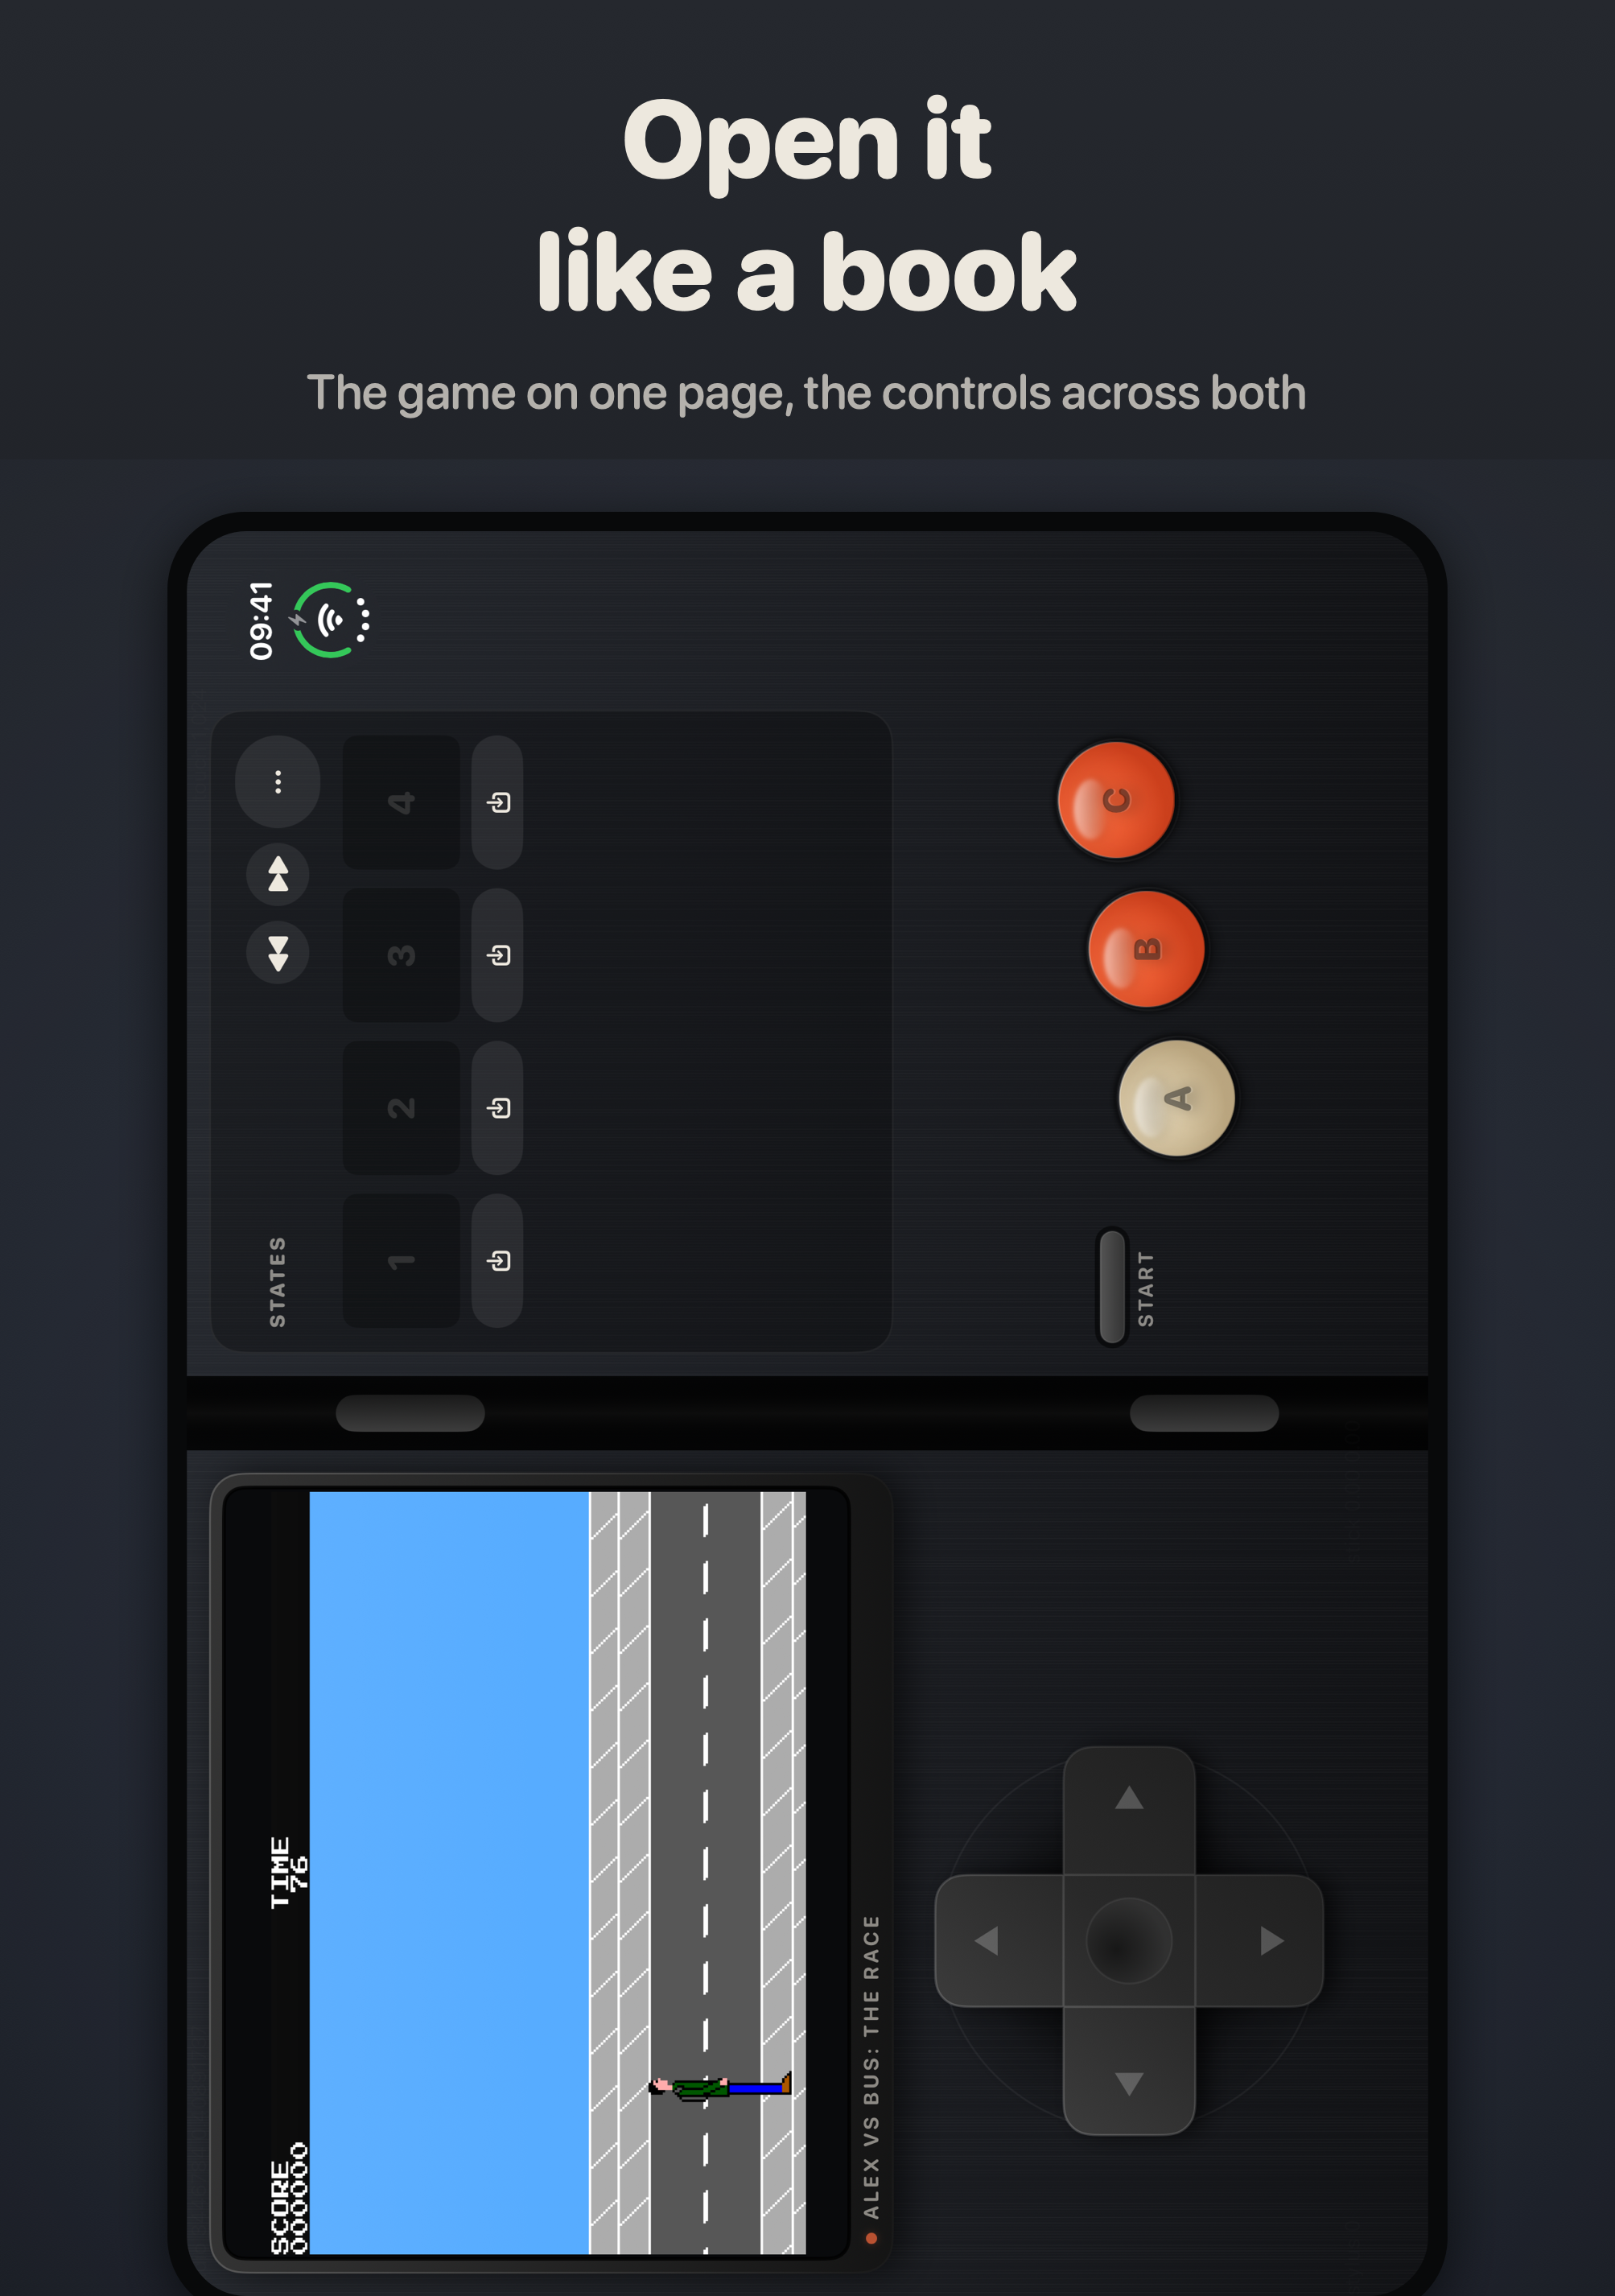 Open it
like a book
The game on one page, the controls across both
09:41
STATES
1
2
3
4
A
B
C
START
SCORE
0000000
TIME
76
ALEX VS BUS: THE RACE